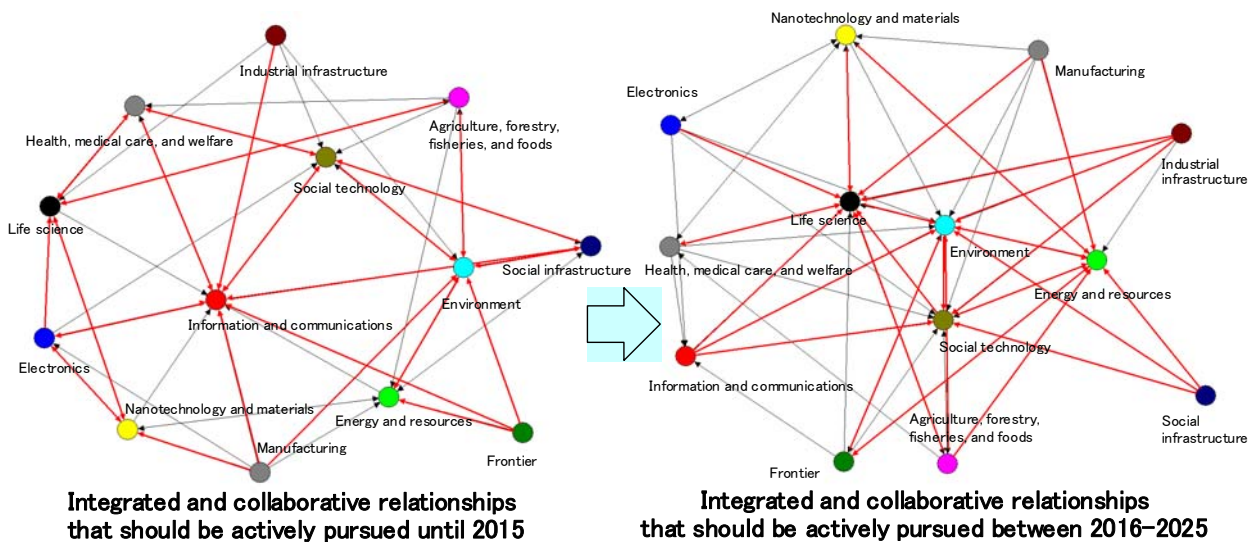 Industrial infrastructure
Agriculture, forestry,
fisheries, and foods
Health, medical care, and welfare
Social technology
Life science
Social infrastructure
Environment
Information and communications
Electronics
Nanotechnology and materials
Energy and resources
Manufacturing
Frontier
Integrated and collaborative relationships
that should be actively pursued until 2015
Nanotechnology and materials
Manufacturing
Electronics
Industrial
infrastructure
Life science
Environment
Health, medical care, and welfare
Energy and resources
Social technology
Information and communications
Agriculture, forestry,
fisheries, and foods
Social
infrastructure
Frontier
Integrated and collaborative relationships
that should be actively pursued between 2016-2025